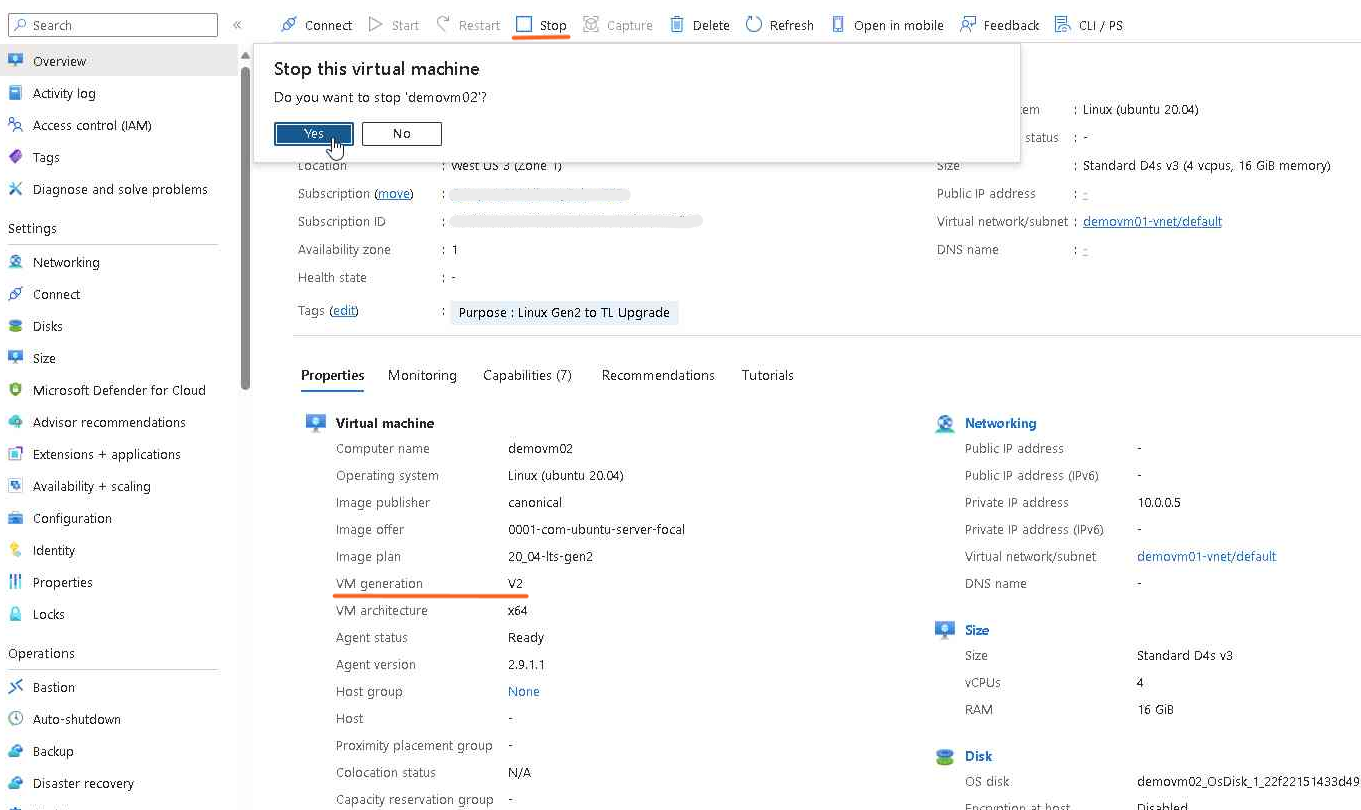 Search
«
Connect Start Restart Stop Capture Delete Refresh Open in mobile Feedback CLI / PS
Overview
Activity log
Access control (IAM)
Tags
Diagnose and solve problems
Settings
Networking
Connect
Disks
Size
Microsoft Defender for Cloud
Advisor recommendations
Extensions + applications
Availability + scaling
Configuration
Identity
Properties
Locks
Operations
Bastion
Auto-shutdown
Backup
Disaster recovery
Stop this virtual machine
Do you want to stop 'demovm02'?
Yes No
Location : West US 3 (Zone 1)
Subscription (move) :
Subscription ID :
Availability zone : 1
Health state : -
Tags (edit) : Purpose : Linux Gen2 to TL Upgrade
: Linux (ubuntu 20.04)
status : -
Size : Standard D4s v3 (4 vcpus, 16 GiB memory)
Public IP address : -
Virtual network/subnet : demovm01-vnet/default
DNS name : -
Properties Monitoring Capabilities (7) Recommendations Tutorials
Virtual machine
Computer name demovm02
Operating system Linux (ubuntu 20.04)
Image publisher canonical
Image offer 0001-com-ubuntu-server-focal
Image plan 20_04-lts-gen2
VM generation V2
VM architecture x64
Agent status Ready
Agent version 2.9.1.1
Host group None
Host -
Proximity placement group -
Colocation status N/A
Capacity reservation group -
Networking
Public IP address -
Public IP address (IPv6) -
Private IP address 10.0.0.5
Private IP address (IPv6) -
Virtual network/subnet demovm01-vnet/default
DNS name -
Size
Size Standard D4s v3
vCPUs 4
RAM 16 GiB
Disk
OS disk demovm02_OsDisk_1_22f22151433d49
Encryption at host Disabled